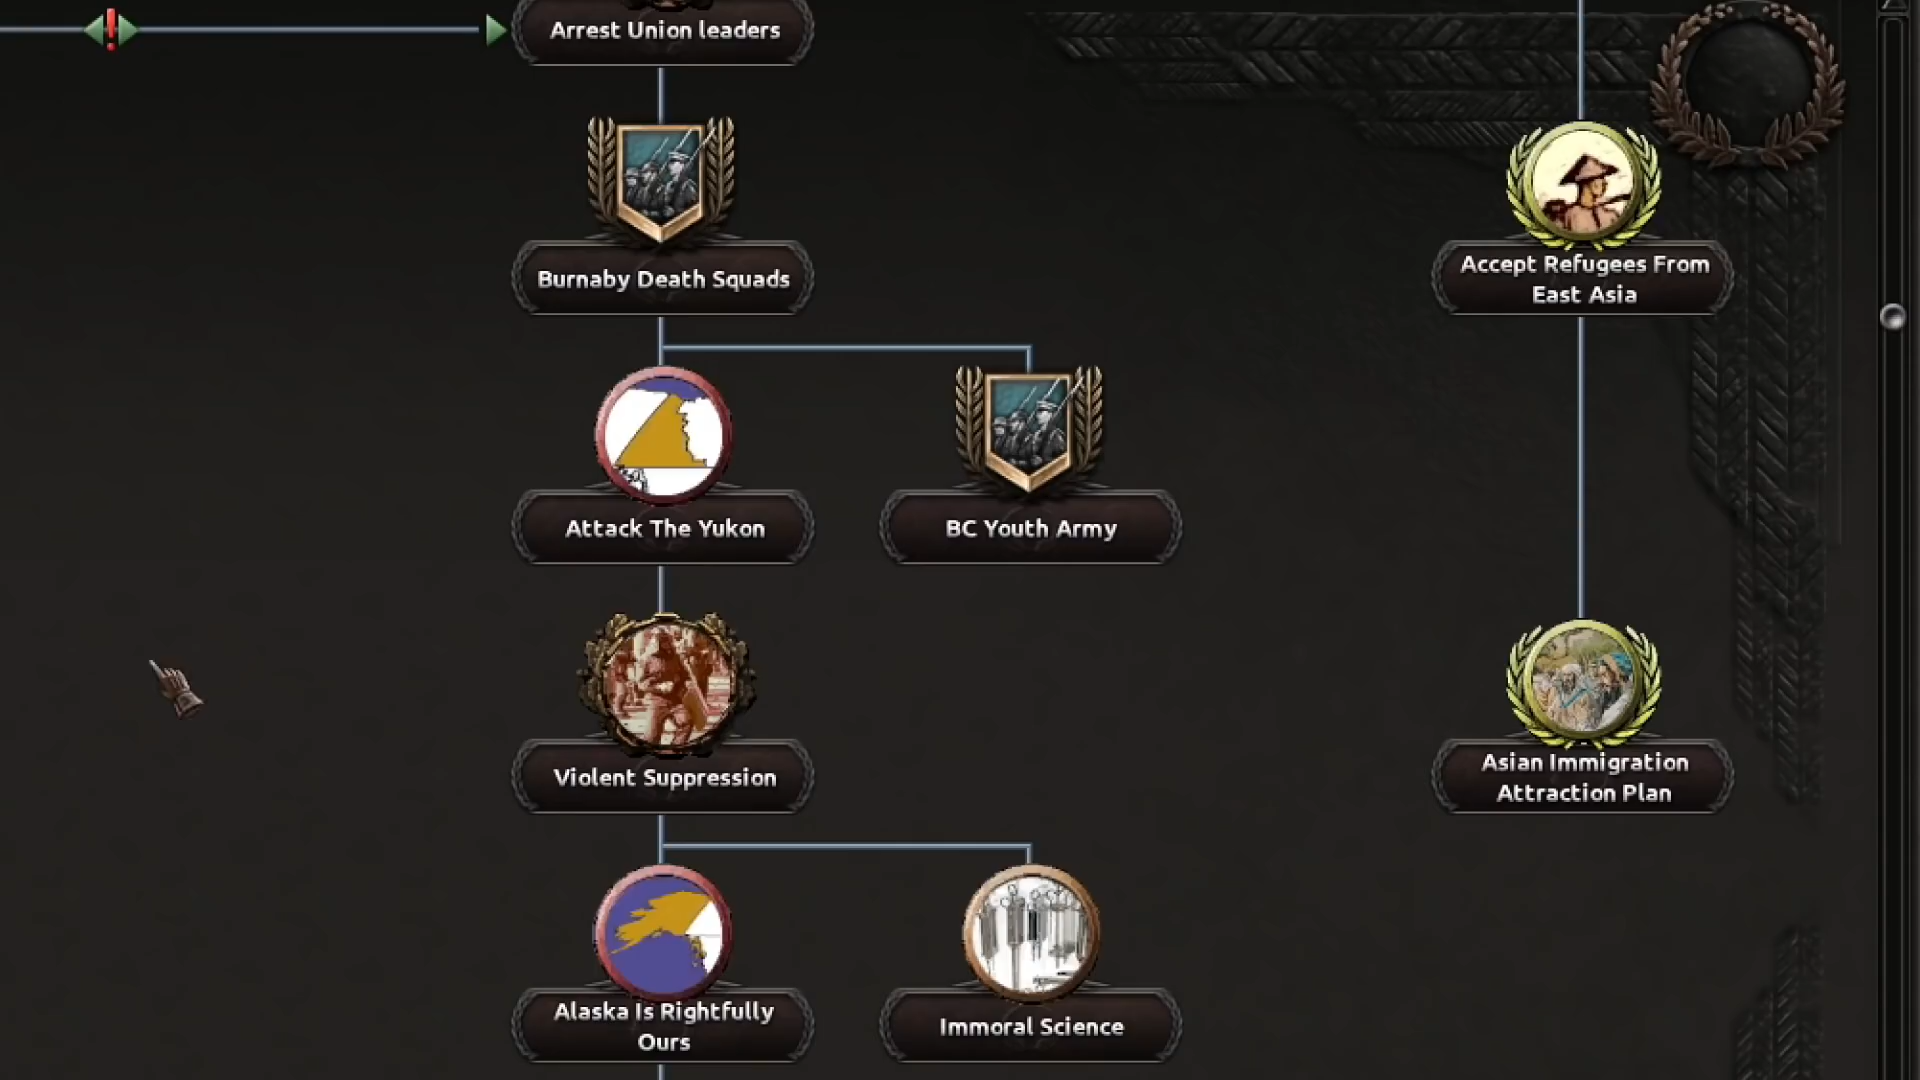 Arrest Union leaders
Burnaby Death Squads
Accept Refugees From
East Asia
Attack The Yukon
BC Youth Army
Violent Suppression
Asian Immigration
Attraction Plan
Alaska Is Rightfully
Ours
Immoral Science